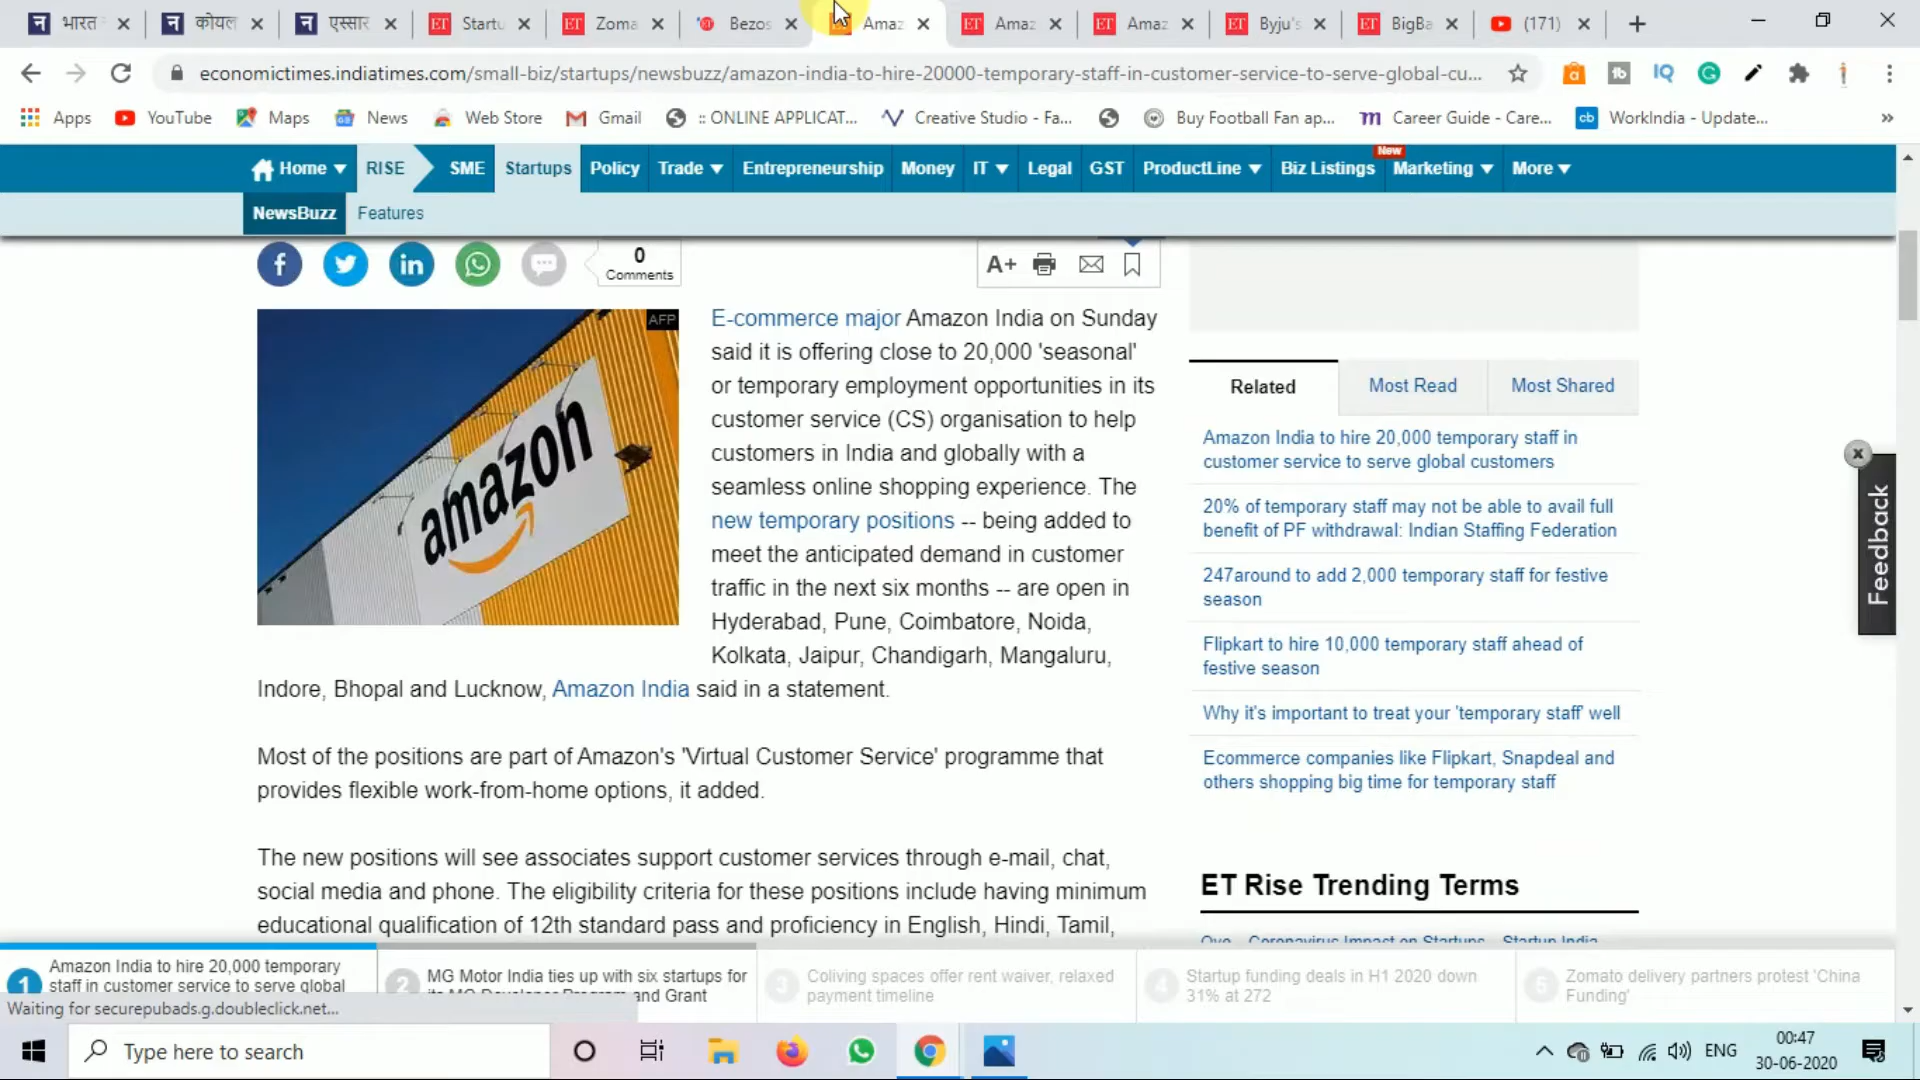 भारत
कोयल
एस्सार
ET Startu
ET Zoma
ET Bezos
Amaz
ET Amaz
ET Amaz
ET Byju's
ET BigBa
(171)
economictimes.indiatimes.com/small-biz/startups/newsbuzz/amazon-india-to-hire-20000-temporary-staff-in-customer-service-to-serve-global-cu...
Apps YouTube Maps News Web Store Gmail :: ONLINE APPLICAT... Creative Studio - Fa... Buy Football Fan ap... Career Guide - Care... cb WorkIndia - Update... »
Home RISE SME Startups Policy Trade Entrepreneurship Money IT Legal GST ProductLine Biz Listings New Marketing More
NewsBuzz Features
0
Comments
A+
AFP
amazon
E-commerce major Amazon India on Sunday
said it is offering close to 20,000 'seasonal'
or temporary employment opportunities in its
customer service (CS) organisation to help
customers in India and globally with a
seamless online shopping experience. The
new temporary positions -- being added to
meet the anticipated demand in customer
traffic in the next six months -- are open in
Hyderabad, Pune, Coimbatore, Noida,
Kolkata, Jaipur, Chandigarh, Mangaluru,
Indore, Bhopal and Lucknow, Amazon India said in a statement.
Most of the positions are part of Amazon's 'Virtual Customer Service' programme that
provides flexible work-from-home options, it added.
The new positions will see associates support customer services through e-mail, chat,
social media and phone. The eligibility criteria for these positions include having minimum
educational qualification of 12th standard pass and proficiency in English, Hindi, Tamil,
Related Most Read Most Shared
Amazon India to hire 20,000 temporary staff in
customer service to serve global customers
20% of temporary staff may not be able to avail full
benefit of PF withdrawal: Indian Staffing Federation
247around to add 2,000 temporary staff for festive
season
Flipkart to hire 10,000 temporary staff ahead of
festive season
Why it's important to treat your 'temporary staff' well
Ecommerce companies like Flipkart, Snapdeal and
others shopping big time for temporary staff
Feedback
ET Rise Trending Terms
Oyo Coronavirus Impact on Startups Startup India
1 Amazon India to hire 20,000 temporary
staff in customer service to serve global
2 MG Motor India ties up with six startups for
its MG Developer Program and Grant
3 Coliving spaces offer rent waiver, relaxed
payment timeline
4 Startup funding deals in H1 2020 down
31% at 272
5 Zomato delivery partners protest 'China
Funding'
Waiting for securepubads.g.doubleclick.net...
Type here to search
ENG
00:47
30-06-2020